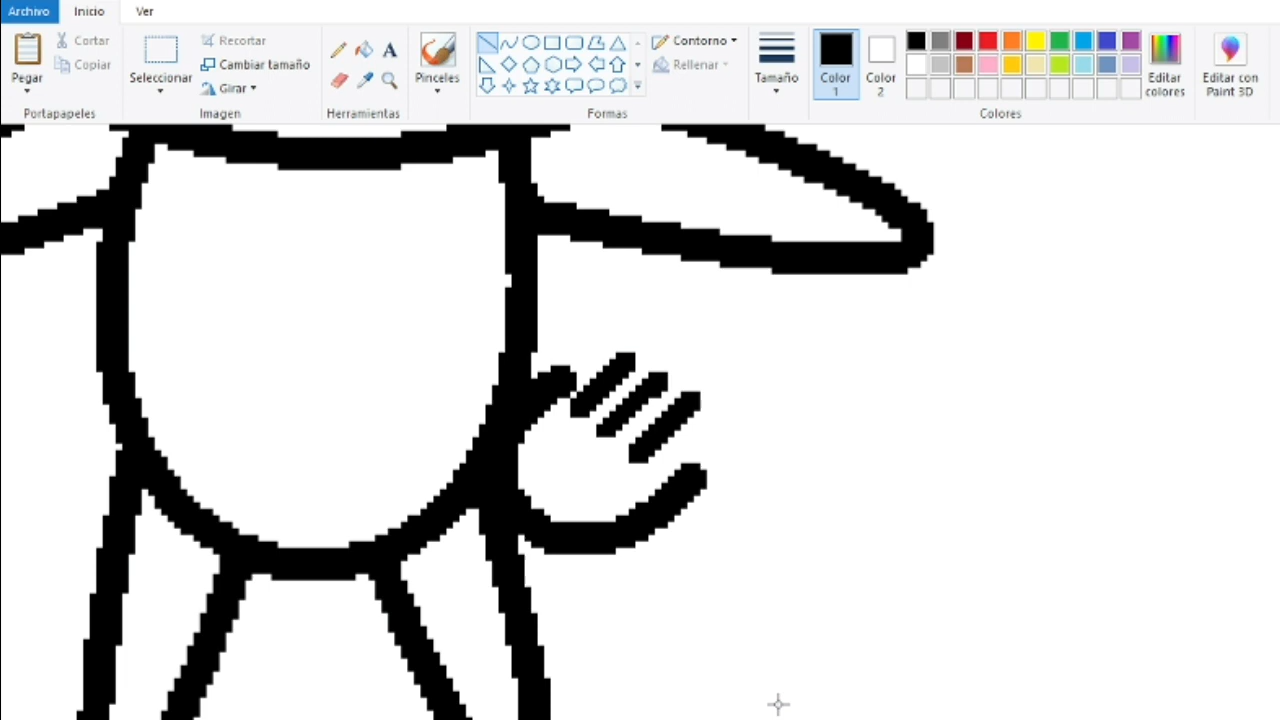 Archivo Inicio Ver
Pegar
Cortar
Copiar
Portapapeles
Seleccionar
Recortar
Cambiar tamaño
Girar
Imagen
A
Herramientas
Pinceles
Contorno
Rellenar
Formas
Tamaño
Color 1
Color 2
Editar colores
Colores
Editar con Paint 3D